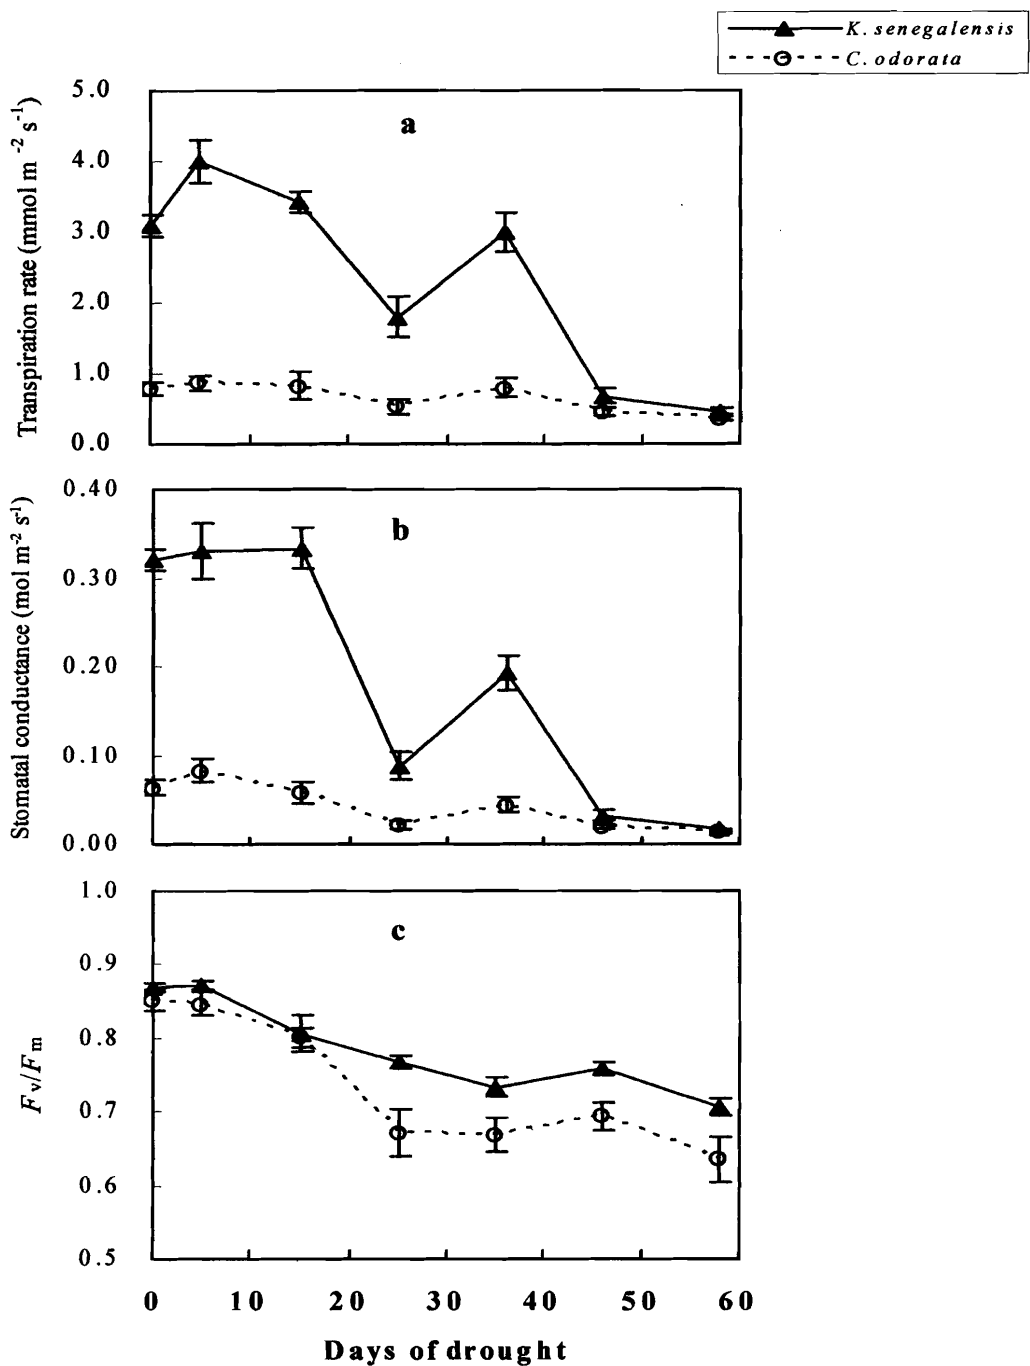 K. senegalensis
C. odorata
a
Transpiration rate (mmol m⁻² s⁻¹)
5.0
4.0
3.0
2.0
1.0
0.0
b
Stomatal conductance (mol m⁻² s⁻¹)
0.40
0.30
0.20
0.10
0.00
c
Fv/Fm
1.0
0.9
0.8
0.7
0.6
0.5
0 10 20 30 40 50 60
Days of drought